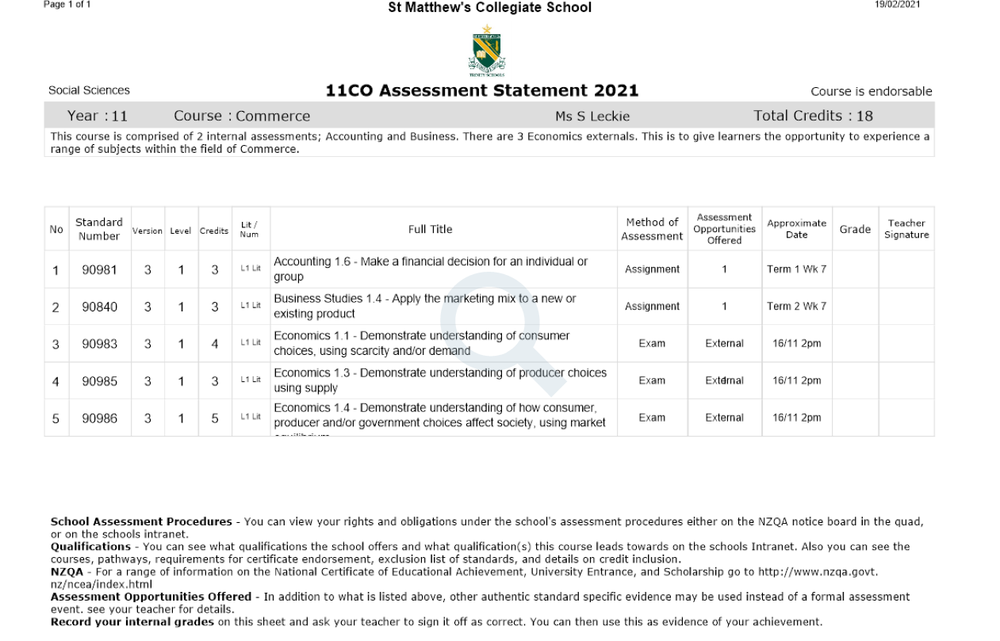 Page 1 of 1
St Matthew's Collegiate School
19/02/2021
TRINITY SCHOOLS
Social Sciences
11CO Assessment Statement 2021
Course is endorsable
Year : 11 Course : Commerce Ms S Leckie Total Credits : 18
This course is comprised of 2 internal assessments; Accounting and Business. There are 3 Economics externals. This is to give learners the opportunity to experience a
range of subjects within the field of Commerce.
No Standard Number Version Level Credits Lit / Num Full Title Method of Assessment Assessment Opportunities Offered Approximate Date Grade Teacher Signature
1 90981 3 1 3 L1 Lit Accounting 1.6 - Make a financial decision for an individual or
group Assignment 1 Term 1 Wk 7
2 90840 3 1 3 L1 Lit Business Studies 1.4 - Apply the marketing mix to a new or
existing product Assignment 1 Term 2 Wk 7
3 90983 3 1 4 L1 Lit Economics 1.1 - Demonstrate understanding of consumer
choices, using scarcity and/or demand Exam External 16/11 2pm
4 90985 3 1 3 L1 Lit Economics 1.3 - Demonstrate understanding of producer choices
using supply Exam External 16/11 2pm
5 90986 3 1 5 L1 Lit Economics 1.4 - Demonstrate understanding of how consumer,
producer and/or government choices affect society, using market Exam External 16/11 2pm
School Assessment Procedures - You can view your rights and obligations under the school's assessment procedures either on the NZQA notice board in the quad,
or on the schools intranet.
Qualifications - You can see what qualifications the school offers and what qualification(s) this course leads towards on the schools Intranet. Also you can see the
courses, pathways, requirements for certificate endorsement, exclusion list of standards, and details on credit inclusion.
NZQA - For a range of information on the National Certificate of Educational Achievement, University Entrance, and Scholarship go to http://www.nzqa.govt.
nz/ncea/index.html
Assessment Opportunities Offered - In addition to what is listed above, other authentic standard specific evidence may be used instead of a formal assessment
event. see your teacher for details.
Record your internal grades on this sheet and ask your teacher to sign it off as correct. You can then use this as evidence of your achievement.